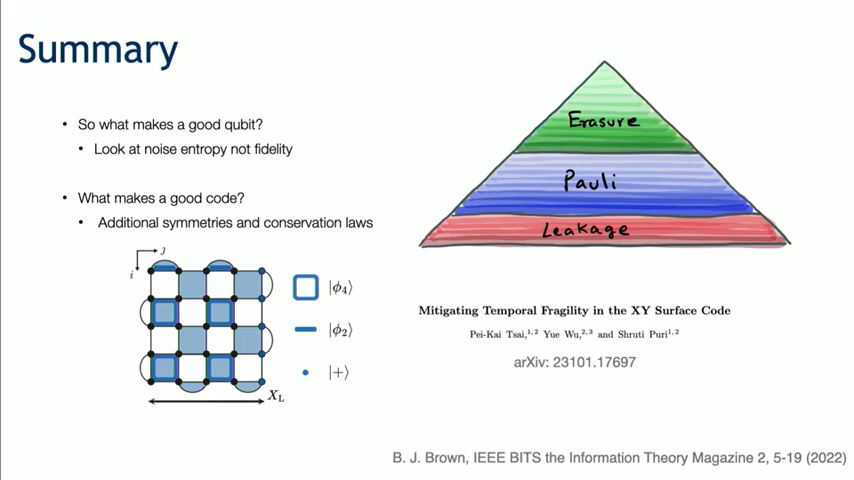 Summary
• So what makes a good qubit?
• Look at noise entropy not fidelity
• What makes a good code?
• Additional symmetries and conservation laws
Erasure
Pauli
Leakage
J
i
|ϕ₄⟩
|ϕ₂⟩
|+⟩
X_L
Mitigating Temporal Fragility in the XY Surface Code
Pei-Kai Tsai,¹,² Yue Wu,²,³ and Shruti Puri¹,²
arXiv: 23101.17697
B. J. Brown, IEEE BITS the Information Theory Magazine 2, 5-19 (2022)